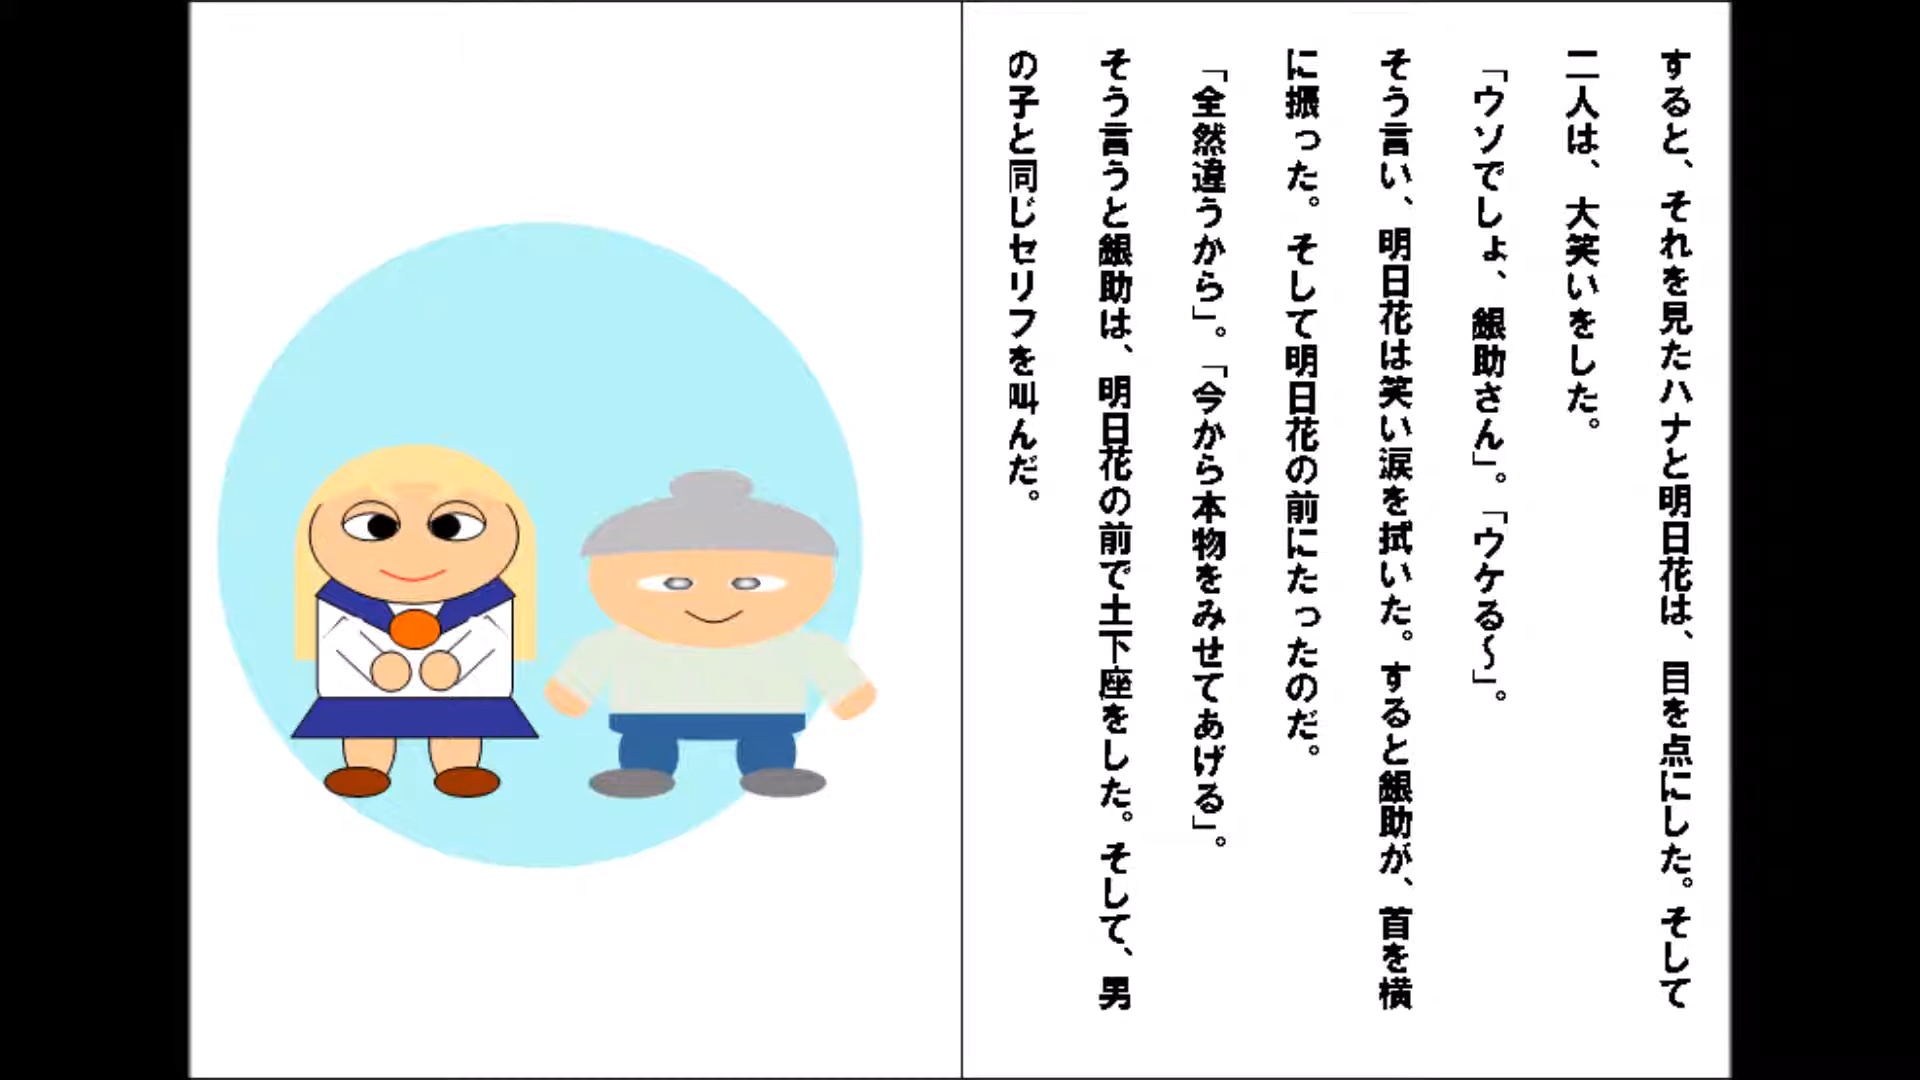 すると、それを見たハナと明日花は、目を点にした。そして
二人は、大笑いをした。
「ウソでしょ、銀助さん」。「ウケる～」。
そう言い、明日花は笑い涙を拭いた。すると銀助が、首を横
に振った。そして明日花の前にたったのだ。
「全然違うから」。「今から本物をみせてあげる」。
そう言うと銀助は、明日花の前で土下座をした。そして、男
の子と同じセリフを叫んだ。